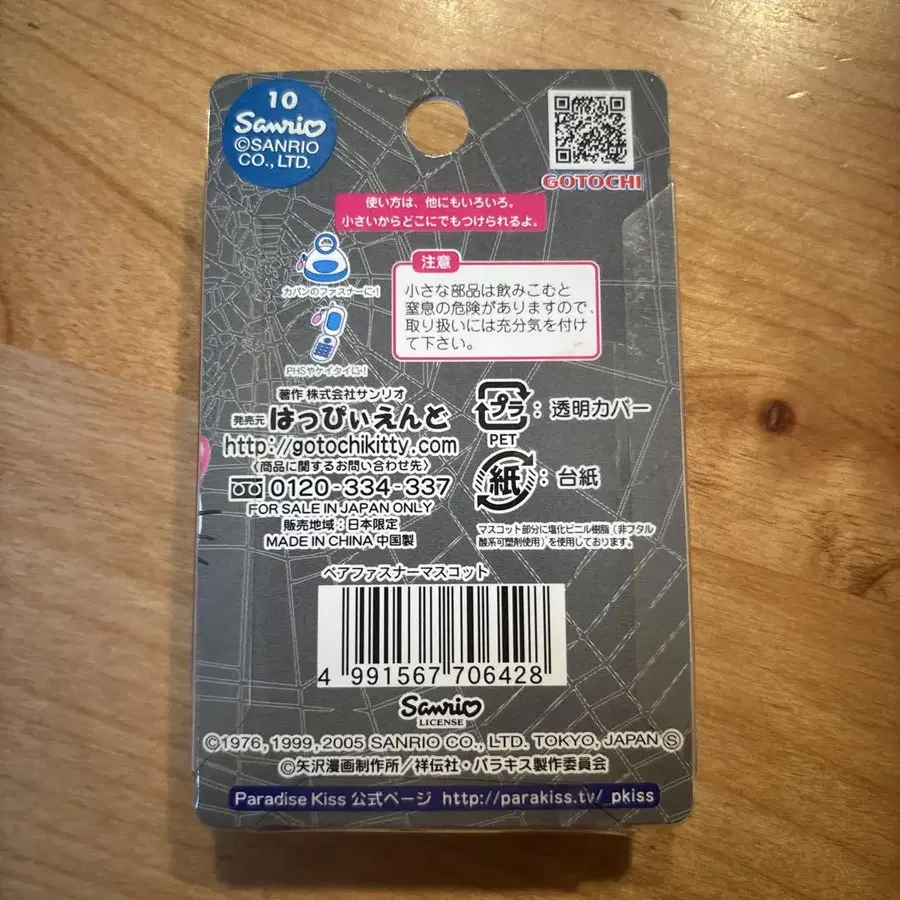 10
Sanrio
©SANRIO
CO., LTD.
GOTOCHI
使い方は、他にもいろいろ。
小さいからどこにでもつけられるよ。
カバンのファスナーに!
PHSやケイタイに!
注意
小さな部品は飲みこむと
窒息の危険がありますので、
取り扱いには充分気を付け
て下さい。
著作 株式会社サンリオ
発売元 はっぴぃえんど
http://gotochikitty.com
〈商品に関するお問い合わせ先〉
0120-334-337
FOR SALE IN JAPAN ONLY
販売地域：日本限定
MADE IN CHINA 中国製
プラ：透明カバー
PET
紙：台紙
マスコット部分に塩化ビニル樹脂（非フタル
酸系可塑剤使用）を使用しております。
ペアファスナーマスコット
4 991567 706428
Sanrio
LICENSE
©1976, 1999, 2005 SANRIO CO., LTD. TOKYO, JAPAN Ⓢ
©矢沢漫画制作所／祥伝社・パラキス製作委員会
Paradise Kiss 公式ページ http://parakiss.tv/_pkiss